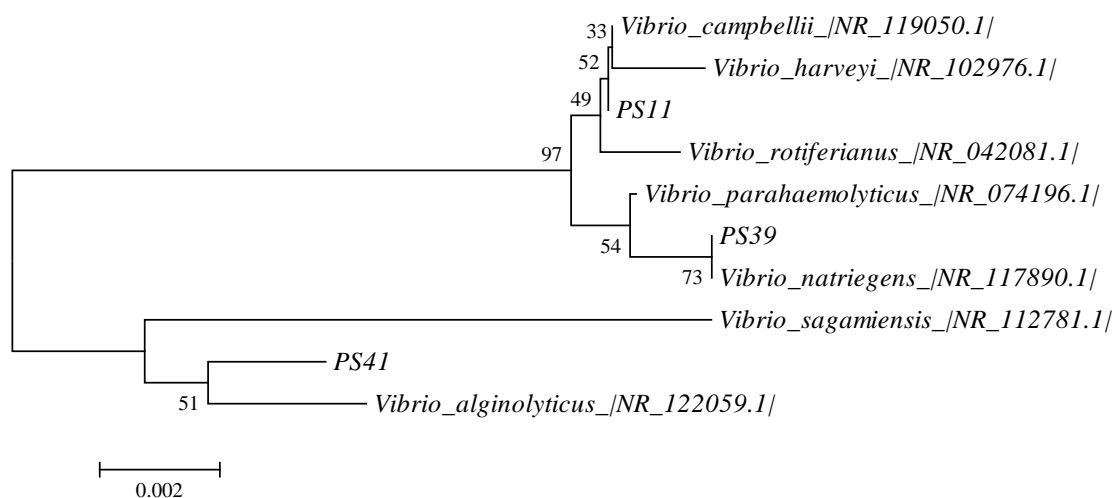 33
Vibrio_campbellii_|NR_119050.1|
52
Vibrio_harveyi_|NR_102976.1|
49
PS11
97
Vibrio_rotiferianus_|NR_042081.1|
Vibrio_parahaemolyticus_|NR_074196.1|
54
PS39
73
Vibrio_natriegens_|NR_117890.1|
Vibrio_sagamiensis_|NR_112781.1|
PS41
51
Vibrio_alginolyticus_|NR_122059.1|
0.002